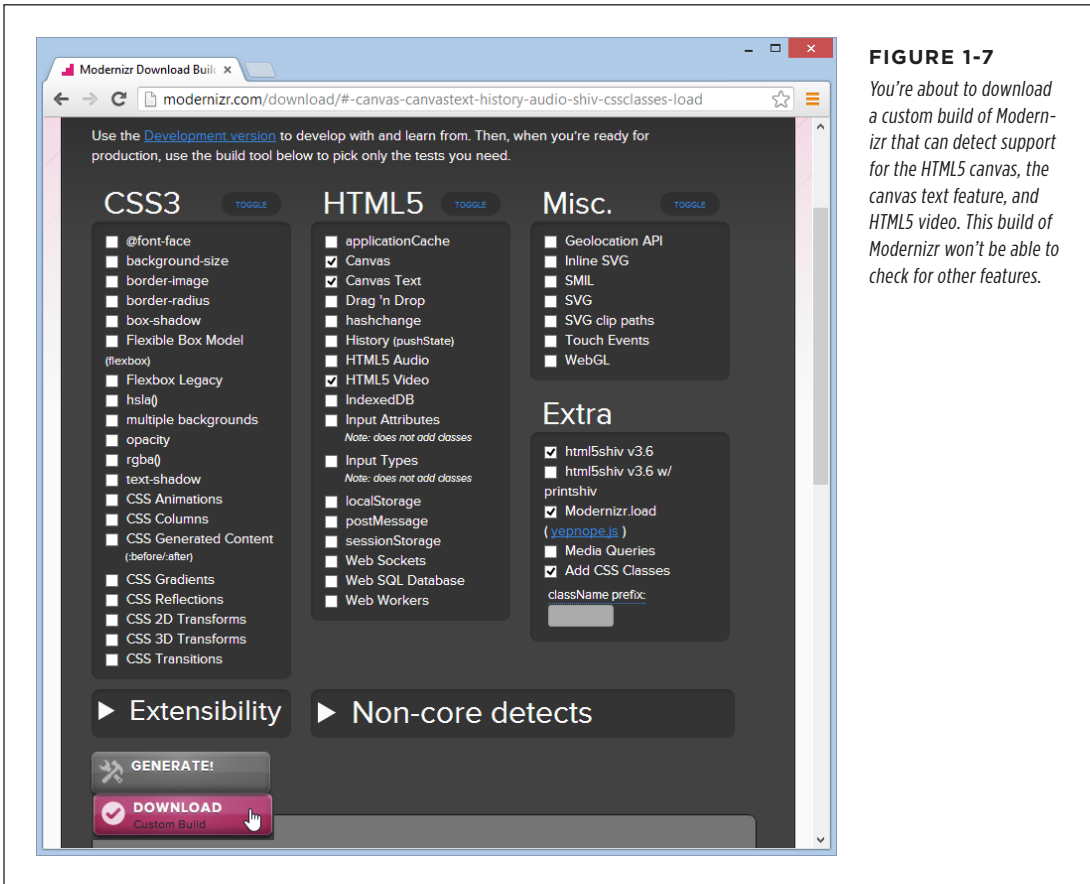 Modernizr Download Buil
modernizr.com/download/#-canvas-canvastext-history-audio-shiv-cssclasses-load
Use the Development version to develop with and learn from. Then, when you're ready for
production, use the build tool below to pick only the tests you need.
CSS3
TOGGLE
@font-face
background-size
border-image
border-radius
box-shadow
Flexible Box Model
(flexbox)
Flexbox Legacy
hsla()
multiple backgrounds
opacity
rgba()
text-shadow
CSS Animations
CSS Columns
CSS Generated Content
(:before/:after)
CSS Gradients
CSS Reflections
CSS 2D Transforms
CSS 3D Transforms
CSS Transitions
HTML5
TOGGLE
applicationCache
Canvas
Canvas Text
Drag 'n Drop
hashchange
History (pushState)
HTML5 Audio
HTML5 Video
IndexedDB
Input Attributes
Note: does not add classes
Input Types
Note: does not add classes
localStorage
postMessage
sessionStorage
Web Sockets
Web SQL Database
Web Workers
Misc.
TOGGLE
Geolocation API
Inline SVG
SMIL
SVG
SVG clip paths
Touch Events
WebGL
Extra
html5shiv v3.6
html5shiv v3.6 w/
printshiv
Modernizr.load
(yepnope.js)
Media Queries
Add CSS Classes
className prefix:
Extensibility
Non-core detects
GENERATE!
DOWNLOAD
Custom Build
FIGURE 1-7
You're about to download
a custom build of Modern-
izr that can detect support
for the HTML5 canvas, the
canvas text feature, and
HTML5 video. This build of
Modernizr won't be able to
check for other features.